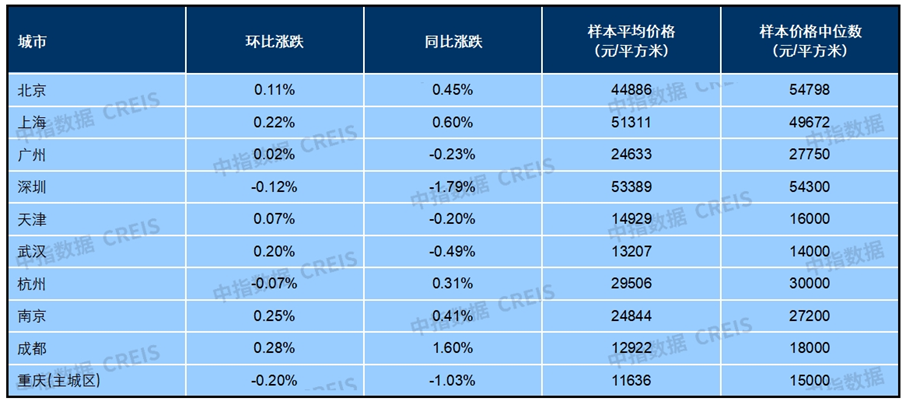 城市 环比涨跌 同比涨跌 样本平均价格 样本价格中位数
(元/平方米) (元/平方米)
北京 0.11% 0.45% 44886 54798
上海 0.22% 0.60% 51311 49672
广州 0.02% -0.23% 24633 27750
深圳 -0.12% -1.79% 53389 54300
天津 0.07% -0.20% 14929 16000
武汉 0.20% -0.49% 13207 14000
杭州 -0.07% 0.31% 29506 30000
南京 0.25% 0.41% 24844 27200
成都 0.28% 1.60% 12922 18000
重庆(主城区) -0.20% -1.03% 11636 15000
中指数据 CREIS